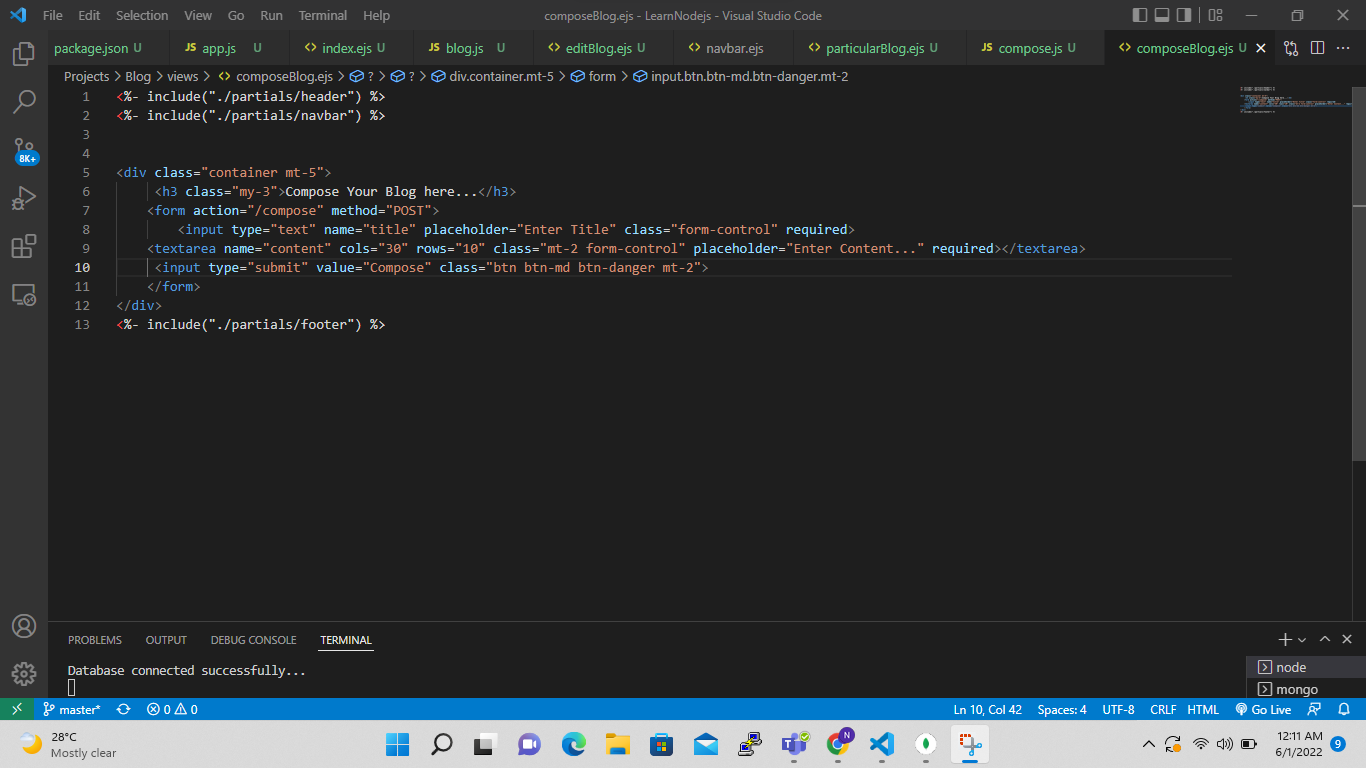 File Edit Selection View Go Run Terminal Help composeBlog.ejs - LearnNodejs - Visual Studio Code
package.json U JS app.js U <> index.ejs U JS blog.js U <> editBlog.ejs U <> navbar.ejs <> particularBlog.ejs U JS compose.js U <> composeBlog.ejs U
Projects > Blog > views > <> composeBlog.ejs > ? > ? > div.container.mt-5 > form > input.btn.btn-md.btn-danger.mt-2
1 <%- include("./partials/header") %>
2 <%- include("./partials/navbar") %>
3
4
5 <div class="container mt-5">
6 <h3 class="my-3">Compose Your Blog here...</h3>
7 <form action="/compose" method="POST">
8 <input type="text" name="title" placeholder="Enter Title" class="form-control" required>
9 <textarea name="content" cols="30" rows="10" class="mt-2 form-control" placeholder="Enter Content..." required></textarea>
10 <input type="submit" value="Compose" class="btn btn-md btn-danger mt-2">
11 </form>
12 </div>
13 <%- include("./partials/footer") %>
8K+
PROBLEMS OUTPUT DEBUG CONSOLE TERMINAL
Database connected successfully...
node
mongo
master* 0 0 Ln 10, Col 42 Spaces: 4 UTF-8 CRLF HTML Go Live
28°C
Mostly clear
N
12:11 AM
6/1/2022
9